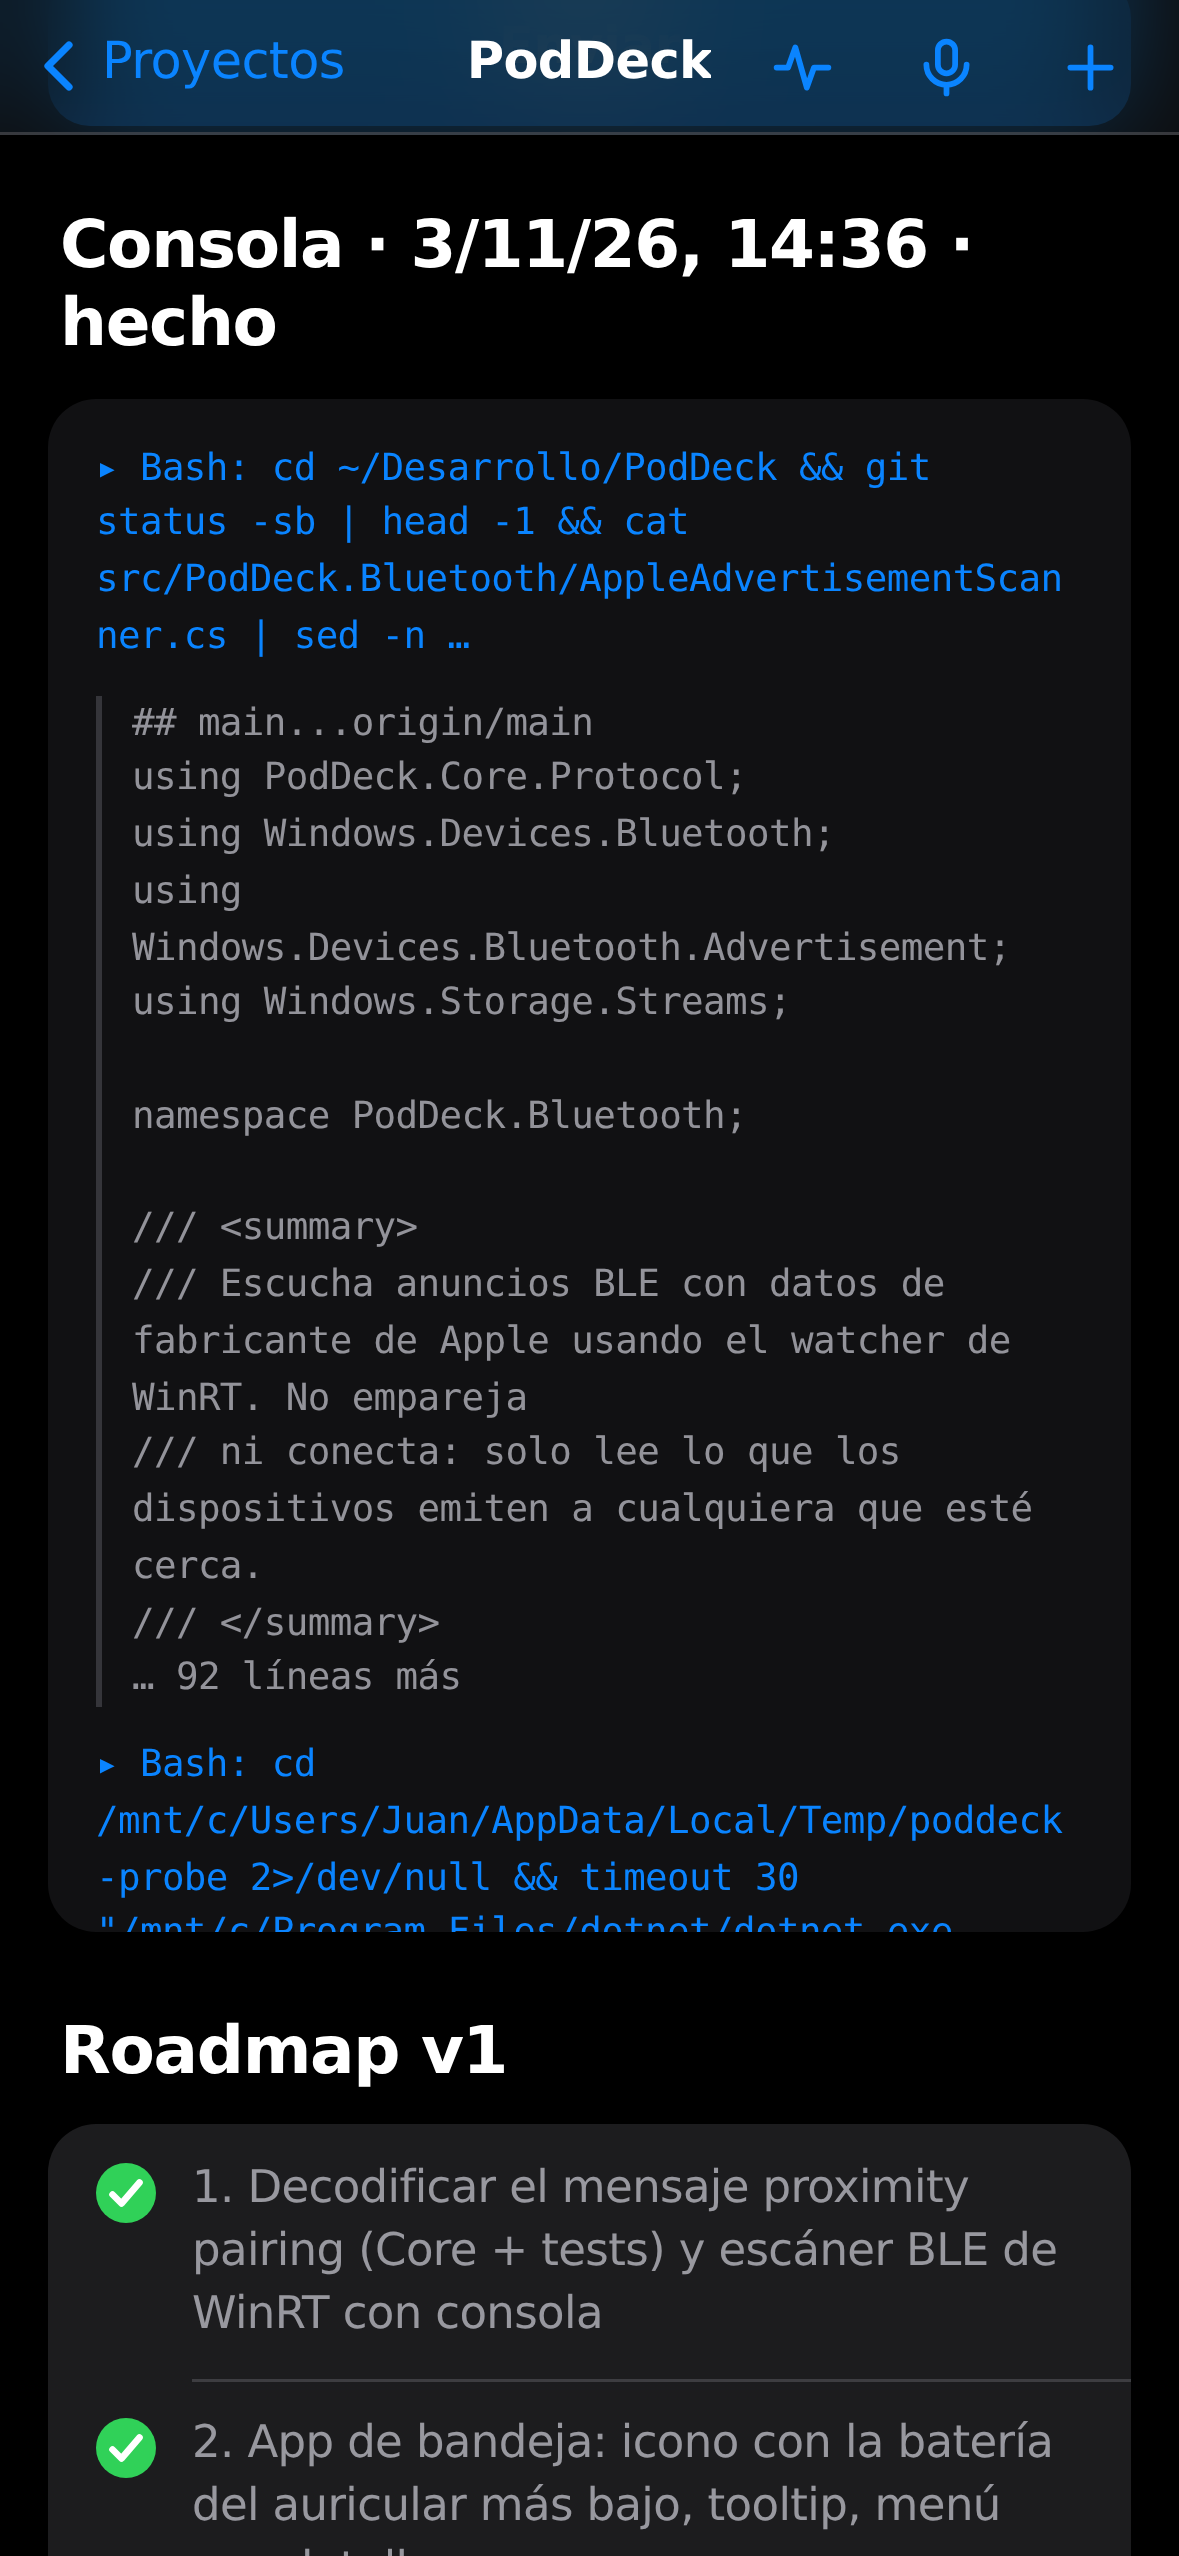 Proyectos PodDeck
Consola · 3/11/26, 14:36 ·
hecho
▸ Bash: cd ~/Desarrollo/PodDeck && git
status -sb | head -1 && cat
src/PodDeck.Bluetooth/AppleAdvertisementScan
ner.cs | sed -n …
## main...origin/main
using PodDeck.Core.Protocol;
using Windows.Devices.Bluetooth;
using
Windows.Devices.Bluetooth.Advertisement;
using Windows.Storage.Streams;
namespace PodDeck.Bluetooth;
/// <summary>
/// Escucha anuncios BLE con datos de
fabricante de Apple usando el watcher de
WinRT. No empareja
/// ni conecta: solo lee lo que los
dispositivos emiten a cualquiera que esté
cerca.
/// </summary>
… 92 líneas más
▸ Bash: cd
/mnt/c/Users/Juan/AppData/Local/Temp/poddeck
-probe 2>/dev/null && timeout 30
"/mnt/c/Program Files/dotnet/dotnet.exe
Roadmap v1
1. Decodificar el mensaje proximity
pairing (Core + tests) y escáner BLE de
WinRT con consola
2. App de bandeja: icono con la batería
del auricular más bajo, tooltip, menú